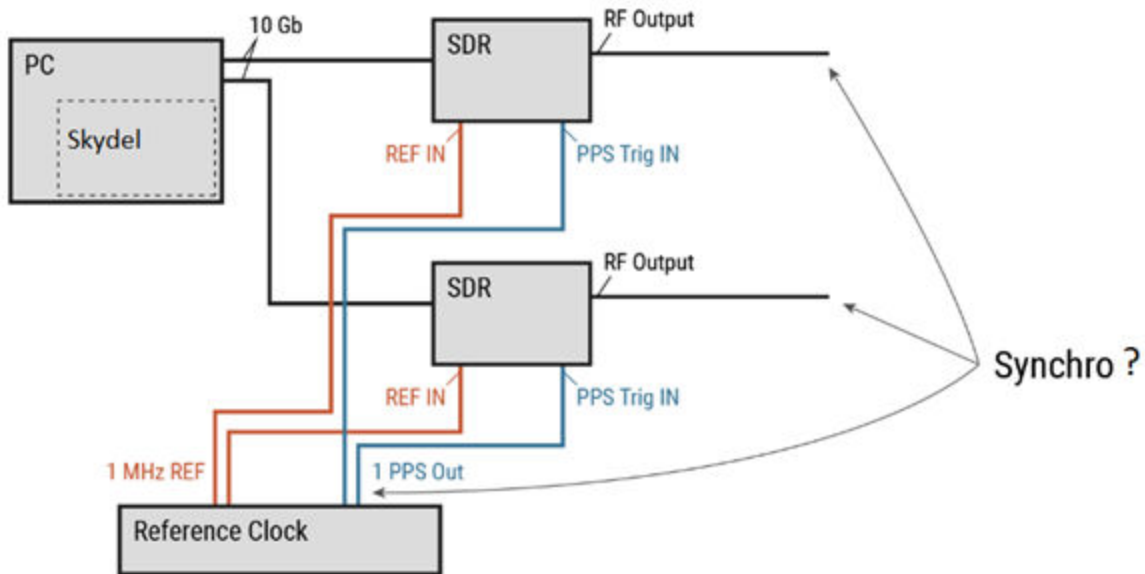 10 Gb
RF Output
PC
SDR
Skydel
REF IN
PPS Trig IN
RF Output
SDR
Synchro ?
REF IN
PPS Trig IN
1 MHz REF
1 PPS Out
Reference Clock